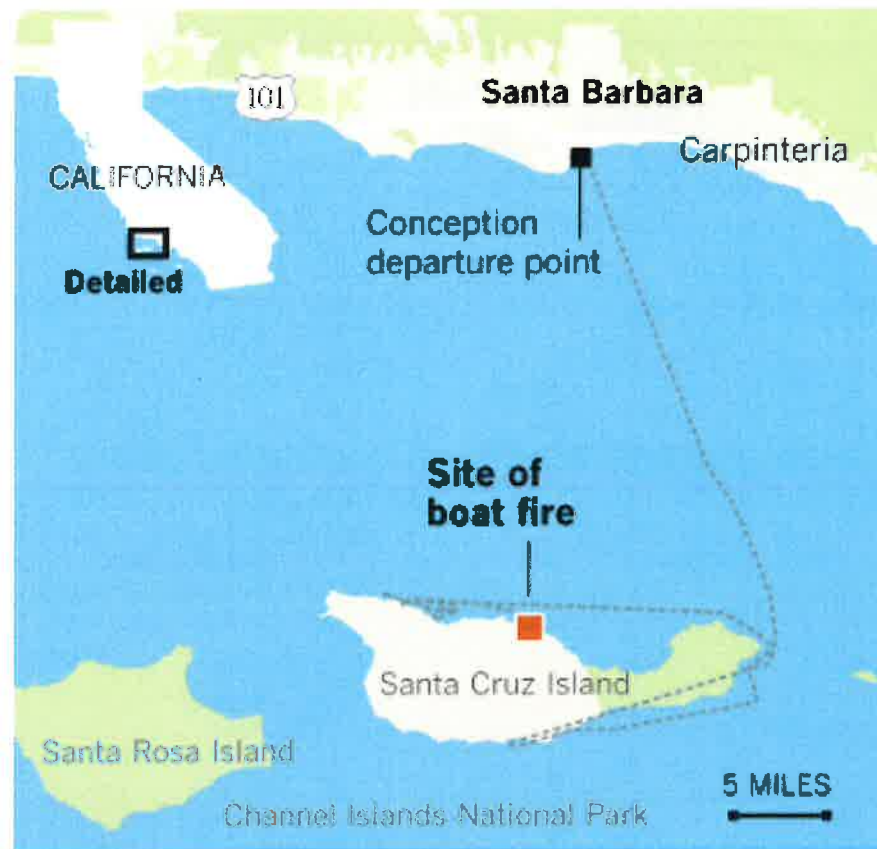 101
Santa Barbara
Carpinteria
CALIFORNIA
Detailed
Conception
departure point
Site of
boat fire
Santa Cruz Island
Santa Rosa Island
5 MILES
Channel Islands National Park